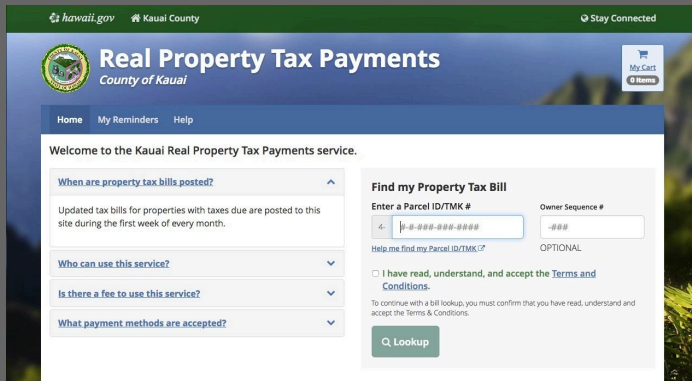 hawaii.gov Kauai County Stay Connected
Real Property Tax Payments
County of Kauai
My Cart
0 Items
Home My Reminders Help
Welcome to the Kauai Real Property Tax Payments service.
When are property tax bills posted?
Updated tax bills for properties with taxes due are posted to this
site during the first week of every month.
Who can use this service?
Is there a fee to use this service?
What payment methods are accepted?
Find my Property Tax Bill
Enter a Parcel ID/TMK # Owner Sequence #
4- #-#-###-###-#### -###
Help me find my Parcel ID/TMK OPTIONAL
I have read, understand, and accept the Terms and
Conditions.
To continue with a bill lookup, you must confirm that you have read, understand and
accept the Terms & Conditions.
Lookup